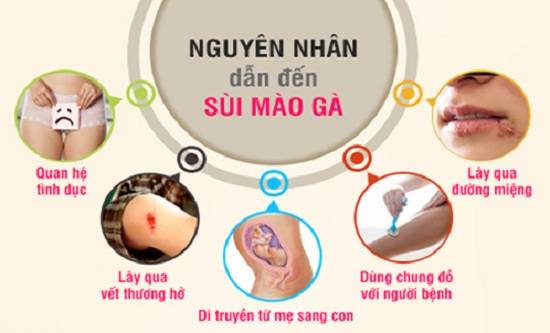 NGUYÊN NHÂN
dẫn đến
SÙI MÀO GÀ
Quan hệ
tình dục
Lây qua
vết thương hở
Di truyền từ mẹ sang con
Dùng chung đồ
với người bệnh
Lây qua
đường miệng